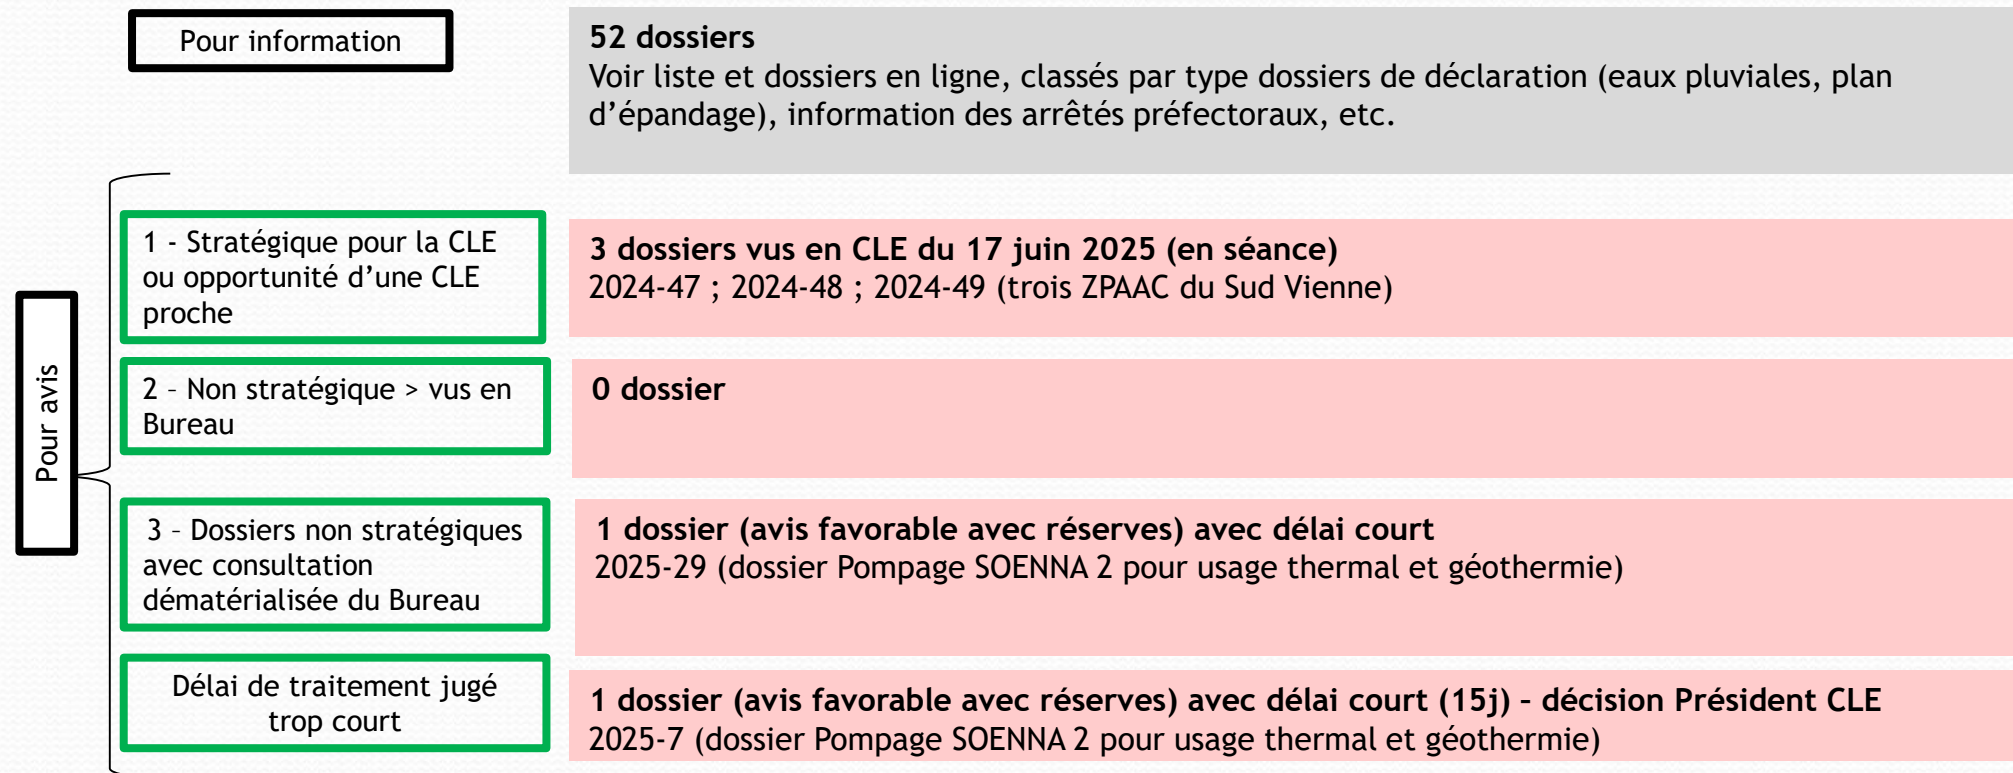 Pour information
52 dossiers
Voir liste et dossiers en ligne, classés par type dossiers de déclaration (eaux pluviales, plan
d’épandage), information des arrêtés préfectoraux, etc.
Pour avis
1 - Stratégique pour la CLE
ou opportunité d’une CLE
proche
3 dossiers vus en CLE du 17 juin 2025 (en séance)
2024-47 ; 2024-48 ; 2024-49 (trois ZPAAC du Sud Vienne)
2 – Non stratégique > vus en
Bureau
0 dossier
3 – Dossiers non stratégiques
avec consultation
dématérialisée du Bureau
1 dossier (avis favorable avec réserves) avec délai court
2025-29 (dossier Pompage SOENNA 2 pour usage thermal et géothermie)
Délai de traitement jugé
trop court
1 dossier (avis favorable avec réserves) avec délai court (15j) – décision Président CLE
2025-7 (dossier Pompage SOENNA 2 pour usage thermal et géothermie)